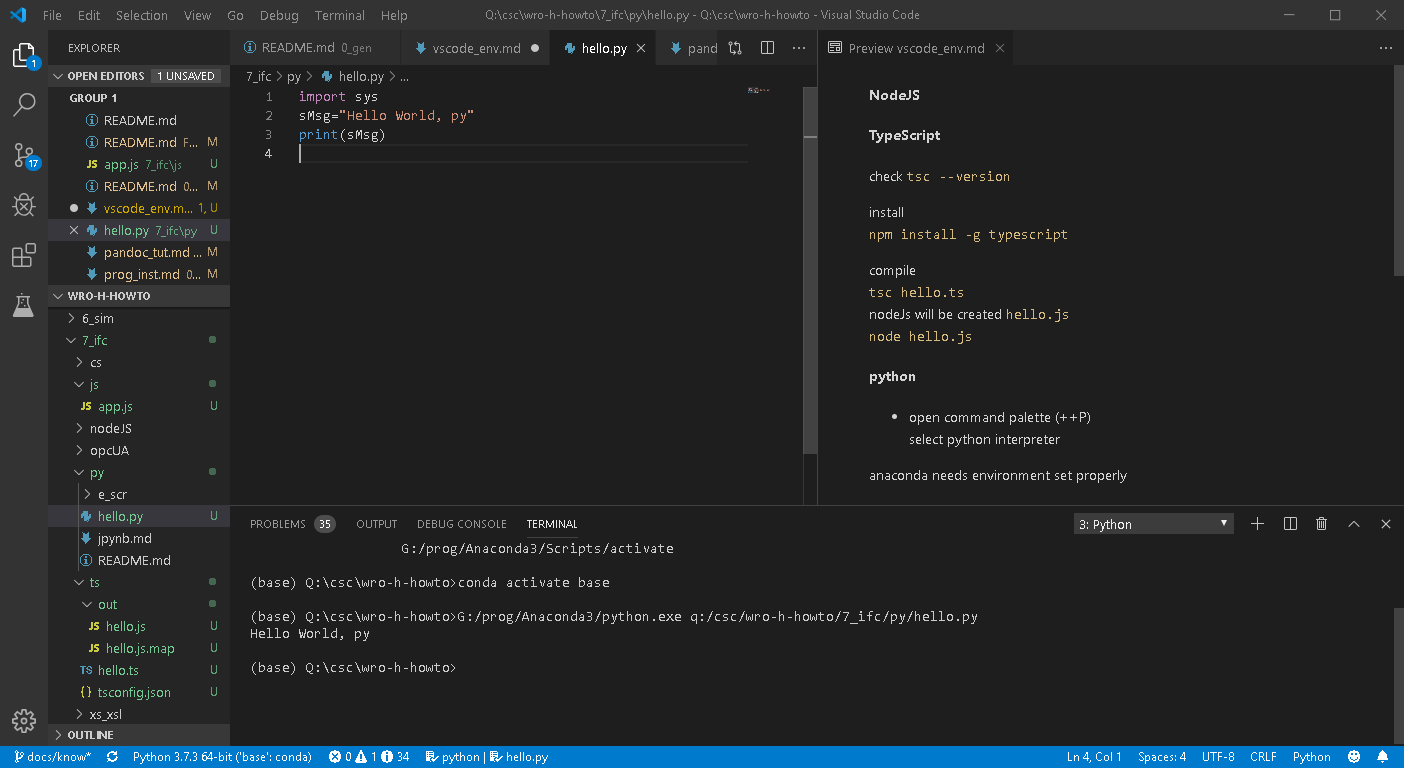 File Edit Selection View Go Debug Terminal Help Q:\csc\wro-h-howto\7_ifc\py\hello.py - Q:\csc\wro-h-howto - Visual Studio Code
1
17
EXPLORER
OPEN EDITORS 1 UNSAVED
GROUP 1
README.md
README.md F... M
JS app.js 7_ifc\js U
README.md 0... M
vscode_env.m... 1, U
hello.py 7_ifc\py U
pandoc_tut.md ... M
prog_inst.md 0... M
WRO-H-HOWTO
6_sim
7_ifc
cs
js
JS app.js U
nodeJS
opcUA
py
e_scr
hello.py U
jpynb.md
README.md
ts
out
JS hello.js U
JS hello.js.map U
TS hello.ts U
{} tsconfig.json U
xs_xsl
OUTLINE
README.md 0_gen vscode_env.md hello.py pand
7_ifc > py > hello.py > ...
1 import sys
2 sMsg="Hello World, py"
3 print(sMsg)
4
Preview vscode_env.md
NodeJS
TypeScript
check tsc --version
install
npm install -g typescript
compile
tsc hello.ts
nodeJs will be created hello.js
node hello.js
python
• open command palette (++P)
select python interpreter
anaconda needs environment set properly
PROBLEMS 35 OUTPUT DEBUG CONSOLE TERMINAL 3: Python
G:/prog/Anaconda3/Scripts/activate
(base) Q:\csc\wro-h-howto>conda activate base
(base) Q:\csc\wro-h-howto>G:/prog/Anaconda3/python.exe q:/csc/wro-h-howto/7_ifc/py/hello.py
Hello World, py
(base) Q:\csc\wro-h-howto>
docs/know* Python 3.7.3 64-bit ('base': conda) 0 1 34 python | hello.py Ln 4, Col 1 Spaces: 4 UTF-8 CRLF Python